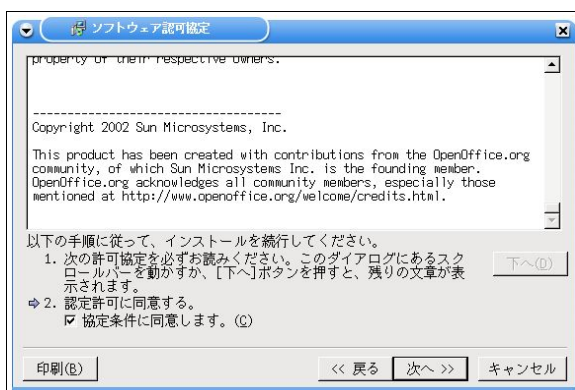 ソフトウェア認可協定
property of their respective owners.
----------------------------------
Copyright 2002 Sun Microsystems, Inc.
This product has been created with contributions from the OpenOffice.org
community, of which Sun Microsystems Inc. is the founding member.
OpenOffice.org acknowledges all community members, especially those
mentioned at http://www.openoffice.org/welcome/credits.html.
以下の手順に従って、インストールを続行してください。
1. 次の許可協定を必ずお読みください。このダイアログにあるスク
ロールバーを動かすか、[下へ]ボタンを押すと、残りの文章が表
示されます。
下へ(D)
2. 認定許可に同意する。
協定条件に同意します。(C)
印刷(B)
<< 戻る
次へ >>
キャンセル